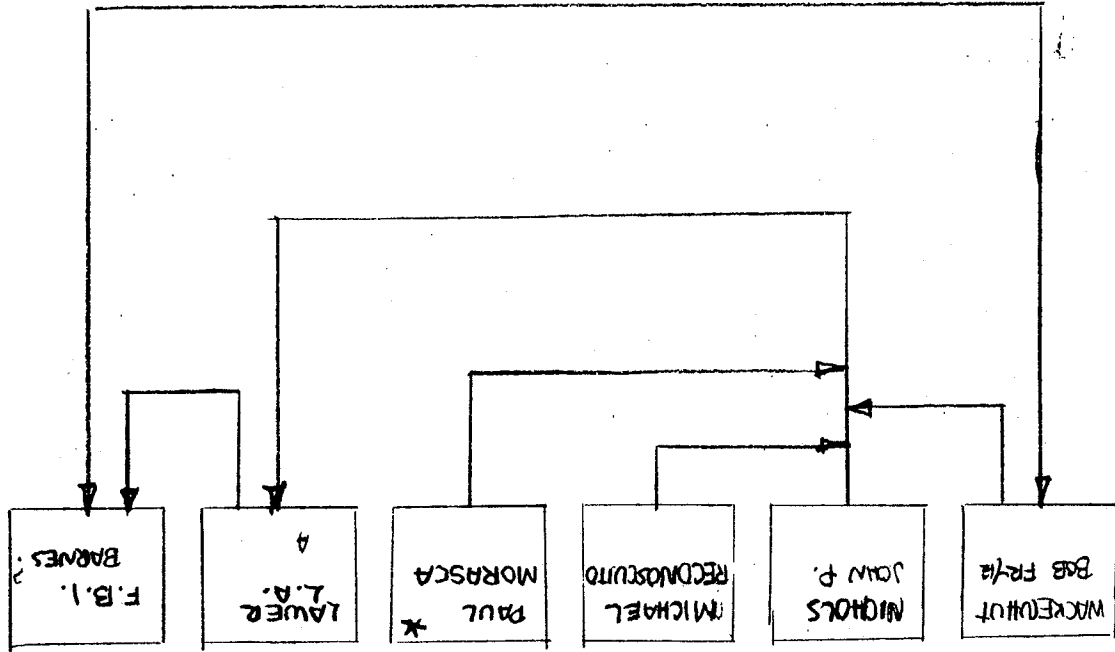 WACKENHUT
BOB
NICHOLS
JOHN P.
MICHAEL
RECONOSCUITO
PAUL *
MORASCA
LAWER
L.A.
F.B.I.
BARNES ?